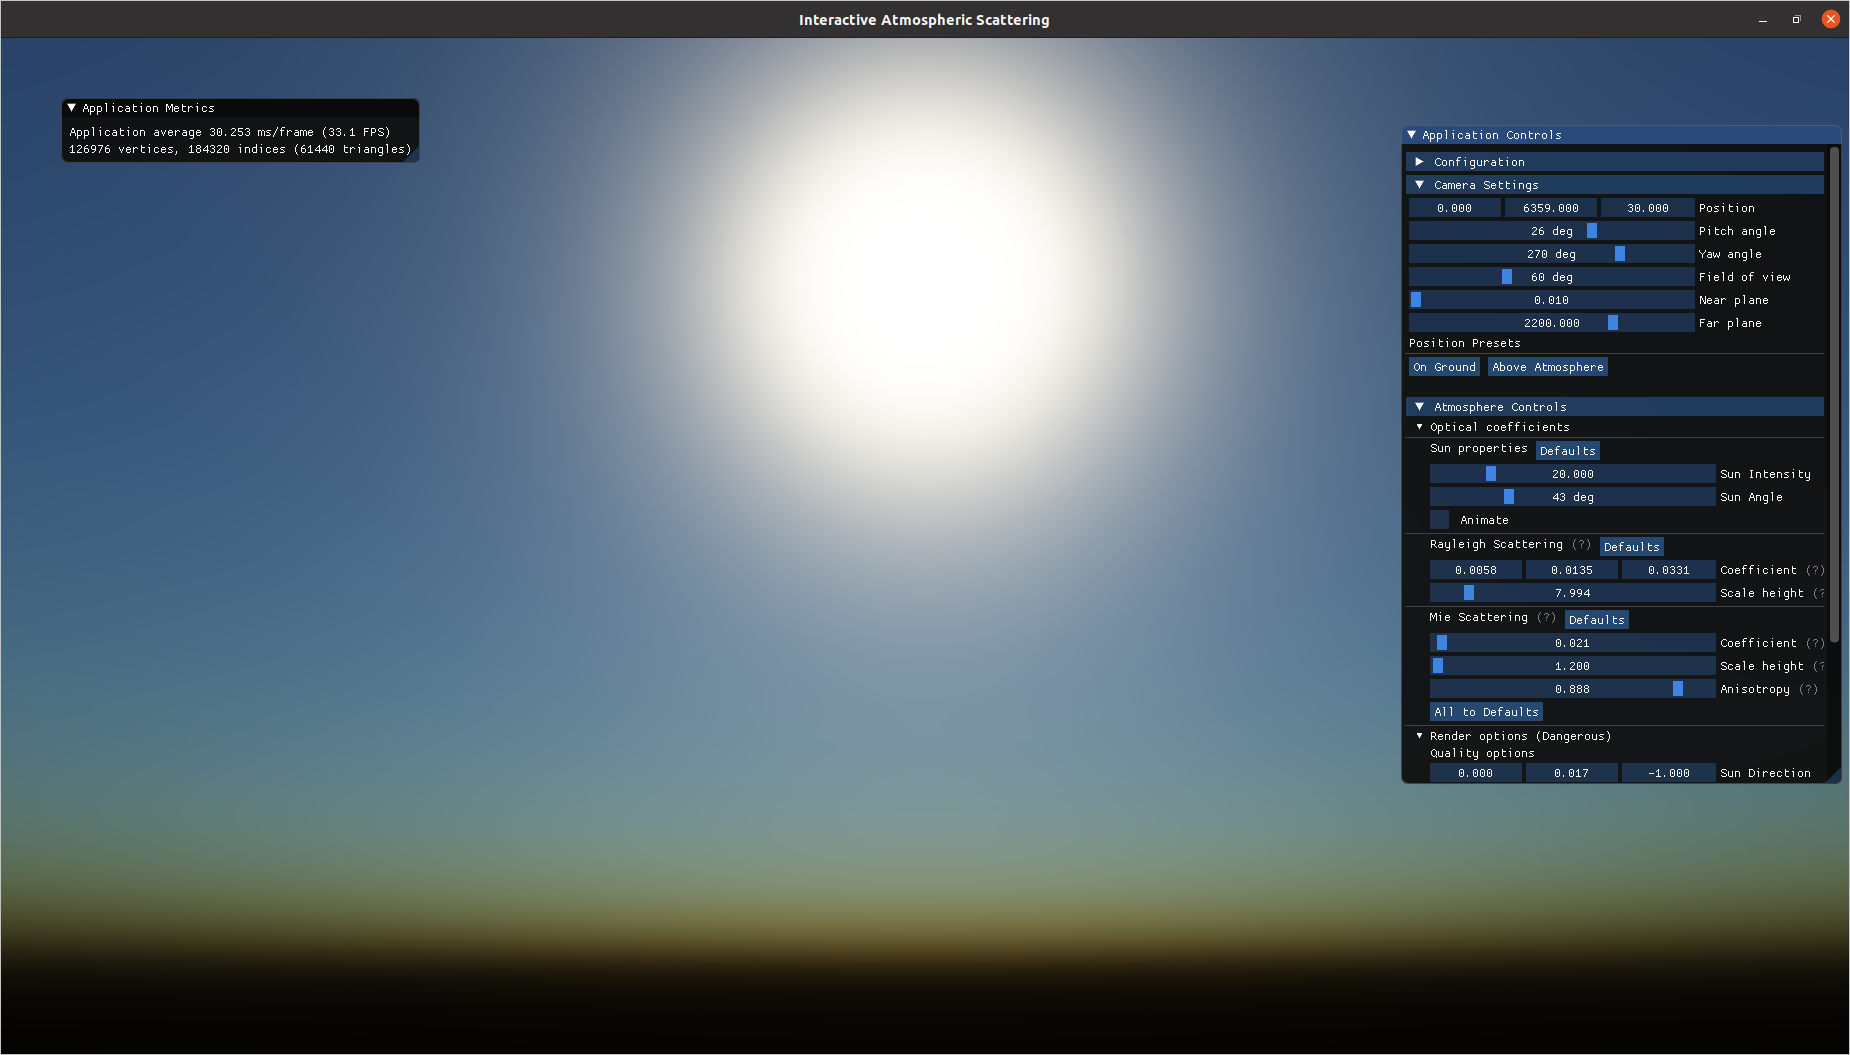 Interactive Atmospheric Scattering
Application Metrics
Application average 30.253 ms/frame (33.1 FPS)
126976 vertices, 184320 indices (61440 triangles)
Application Controls
Configuration
Camera Settings
0.000 6359.000 30.000 Position
26 deg Pitch angle
270 deg Yaw angle
60 deg Field of view
0.010 Near plane
2200.000 Far plane
Position Presets
On Ground Above Atmosphere
Atmosphere Controls
Optical coefficients
Sun properties Defaults
20.000 Sun Intensity
43 deg Sun Angle
Animate
Rayleigh Scattering (?) Defaults
0.0058 0.0135 0.0331 Coefficient (?)
7.994 Scale height (?
Mie Scattering (?) Defaults
0.021 Coefficient (?)
1.200 Scale height (?
0.888 Anisotropy (?)
All to Defaults
Render options (Dangerous)
Quality options
0.000 0.017 -1.000 Sun Direction